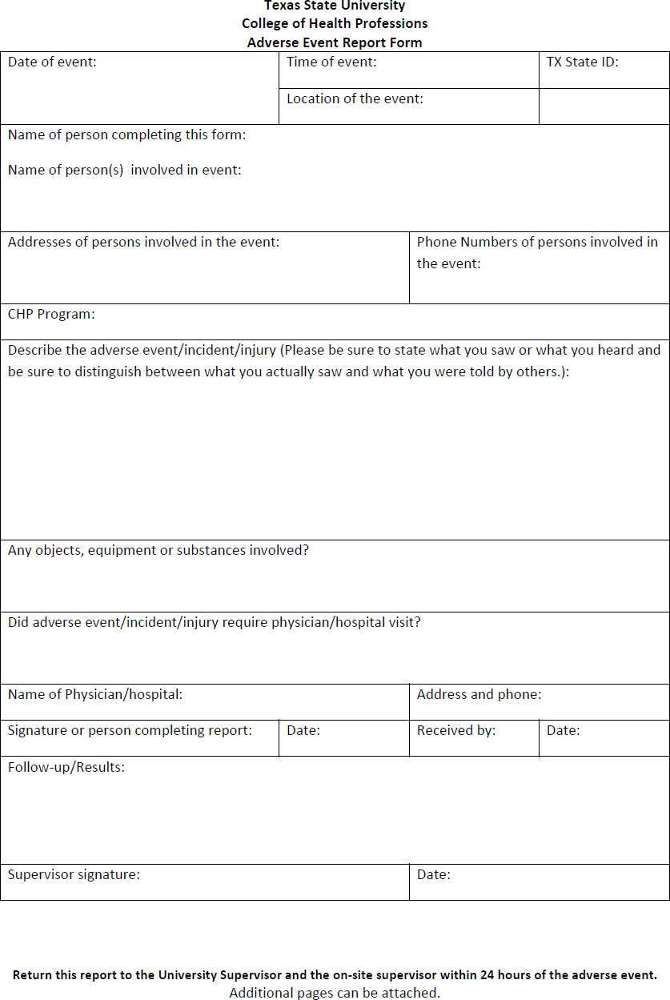 Texas State University
College of Health Professions
Adverse Event Report Form
Date of event:
Time of event:
TX State ID:
Location of the event:
Name of person completing this form:
Name of person(s)  involved in event:
Addresses of persons involved in the event:
Phone Numbers of persons involved in
the event:
CHP Program:
Describe the adverse event/incident/injury (Please be sure to state what you saw or what you heard and
be sure to distinguish between what you actually saw and what you were told by others.):
Any objects, equipment or substances involved?
Did adverse event/incident/injury require physician/hospital visit?
Name of Physician/hospital:
Address and phone:
Signature or person completing report:
Date:
Received by:
Date:
Follow-up/Results:
Supervisor signature:
Date:
Return this report to the University Supervisor and the on-site supervisor within 24 hours of the adverse event.
Additional pages can be attached.